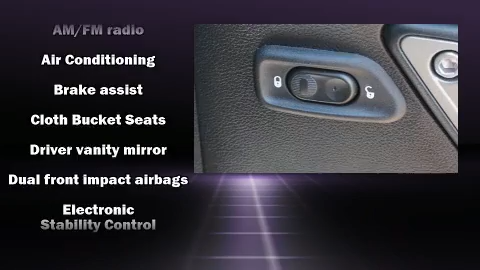 AM/FM radio
Air Conditioning
Brake assist
Cloth Bucket Seats
Driver vanity mirror
Dual front impact airbags
Electronic
Stability Control